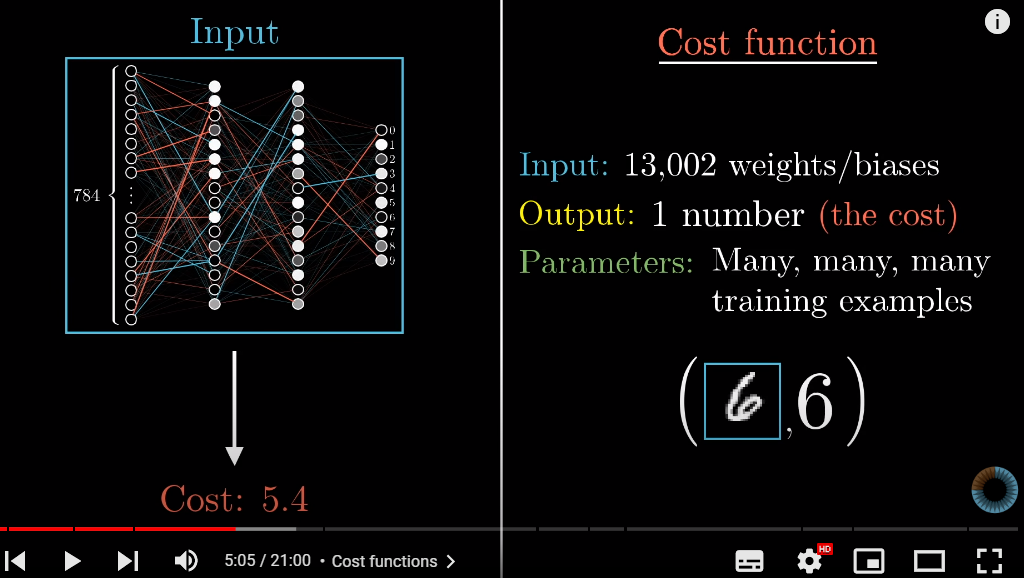 Input
784
0
1
2
3
4
5
6
7
8
9
Cost: 5.4
i
Cost function
Input: 13,002 weights/biases
Output: 1 number (the cost)
Parameters: Many, many, many
training examples
(6, 6)
5:05 / 21:00 • Cost functions
HD